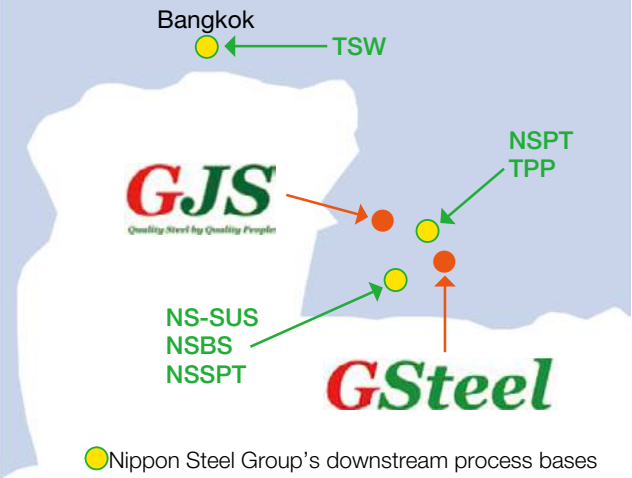 Bangkok
TSW
NSPT
TPP
GJS
Quality Steel by Quality People
NS-SUS
NSBS
NSSPT
GSteel
Nippon Steel Group's downstream process bases